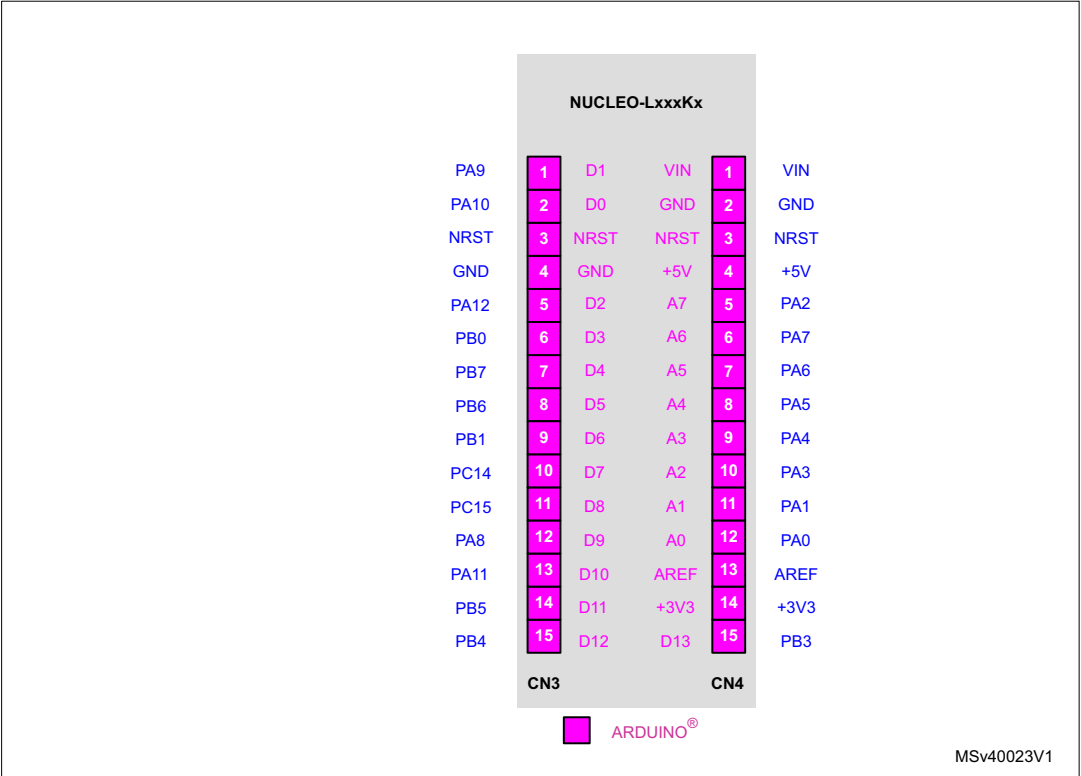 NUCLEO-LxxxKx
PA9 1 D1 VIN 1 VIN
PA10 2 D0 GND 2 GND
NRST 3 NRST NRST 3 NRST
GND 4 GND +5V 4 +5V
PA12 5 D2 A7 5 PA2
PB0 6 D3 A6 6 PA7
PB7 7 D4 A5 7 PA6
PB6 8 D5 A4 8 PA5
PB1 9 D6 A3 9 PA4
PC14 10 D7 A2 10 PA3
PC15 11 D8 A1 11 PA1
PA8 12 D9 A0 12 PA0
PA11 13 D10 AREF 13 AREF
PB5 14 D11 +3V3 14 +3V3
PB4 15 D12 D13 15 PB3
CN3 CN4
ARDUINO®
MSv40023V1